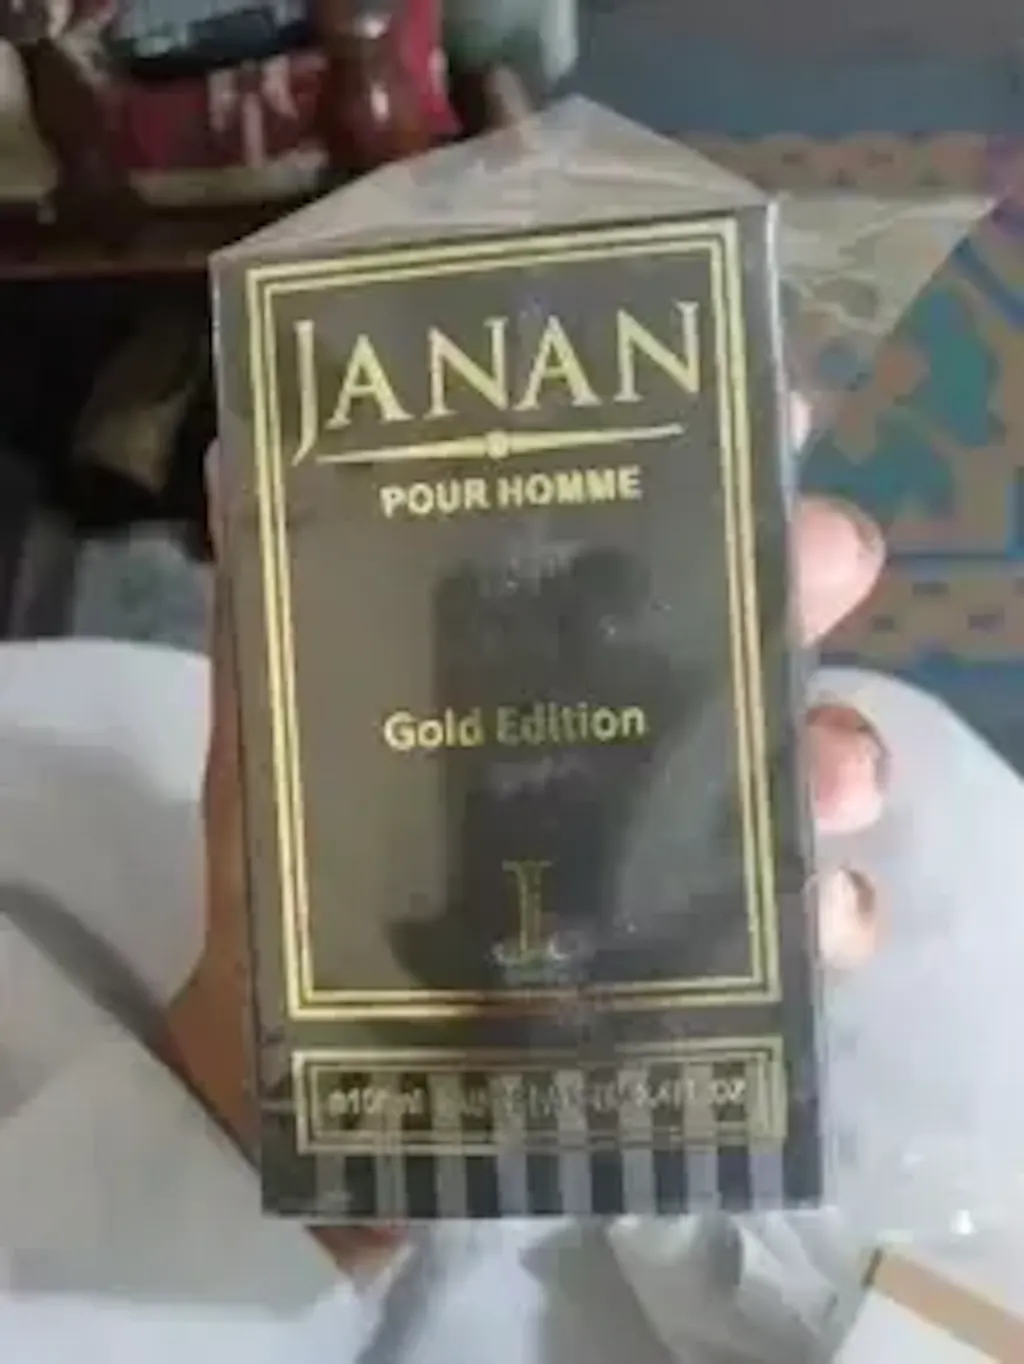 JANAN
POUR HOMME
Gold Edition
J.